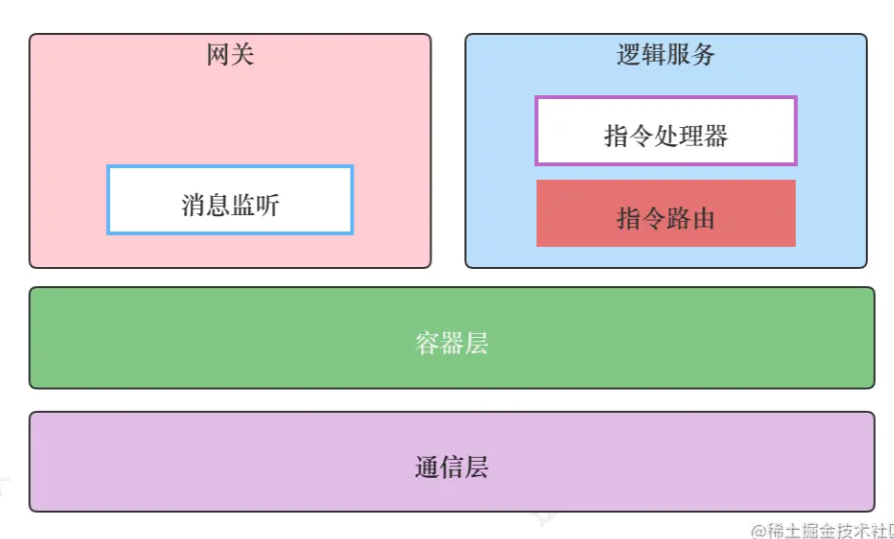 网关
逻辑服务
指令处理器
消息监听
指令路由
容器层
通信层
@稀土掘金技术社区